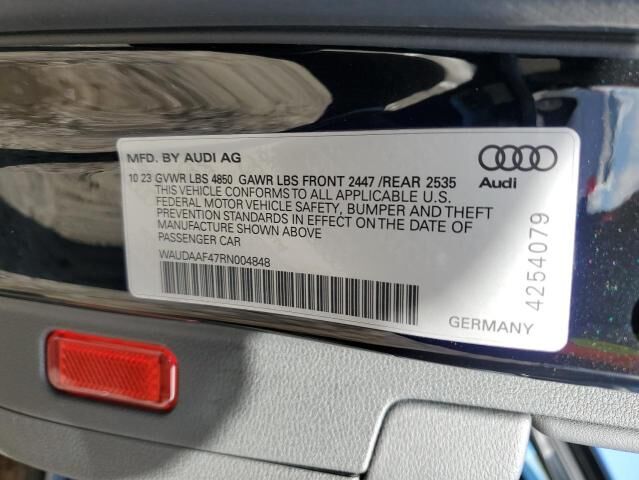 MFD. BY AUDI AG
10 23 GVWR LBS 4850 GAWR LBS FRONT 2447 /REAR 2535
THIS VEHICLE CONFORMS TO ALL APPLICABLE U.S.
FEDERAL MOTOR VEHICLE SAFETY, BUMPER AND THEFT
PREVENTION STANDARDS IN EFFECT ON THE DATE OF
MANUFACTURE SHOWN ABOVE
PASSENGER CAR
WAUDAAF47RN004848
Audi
4254079
GERMANY